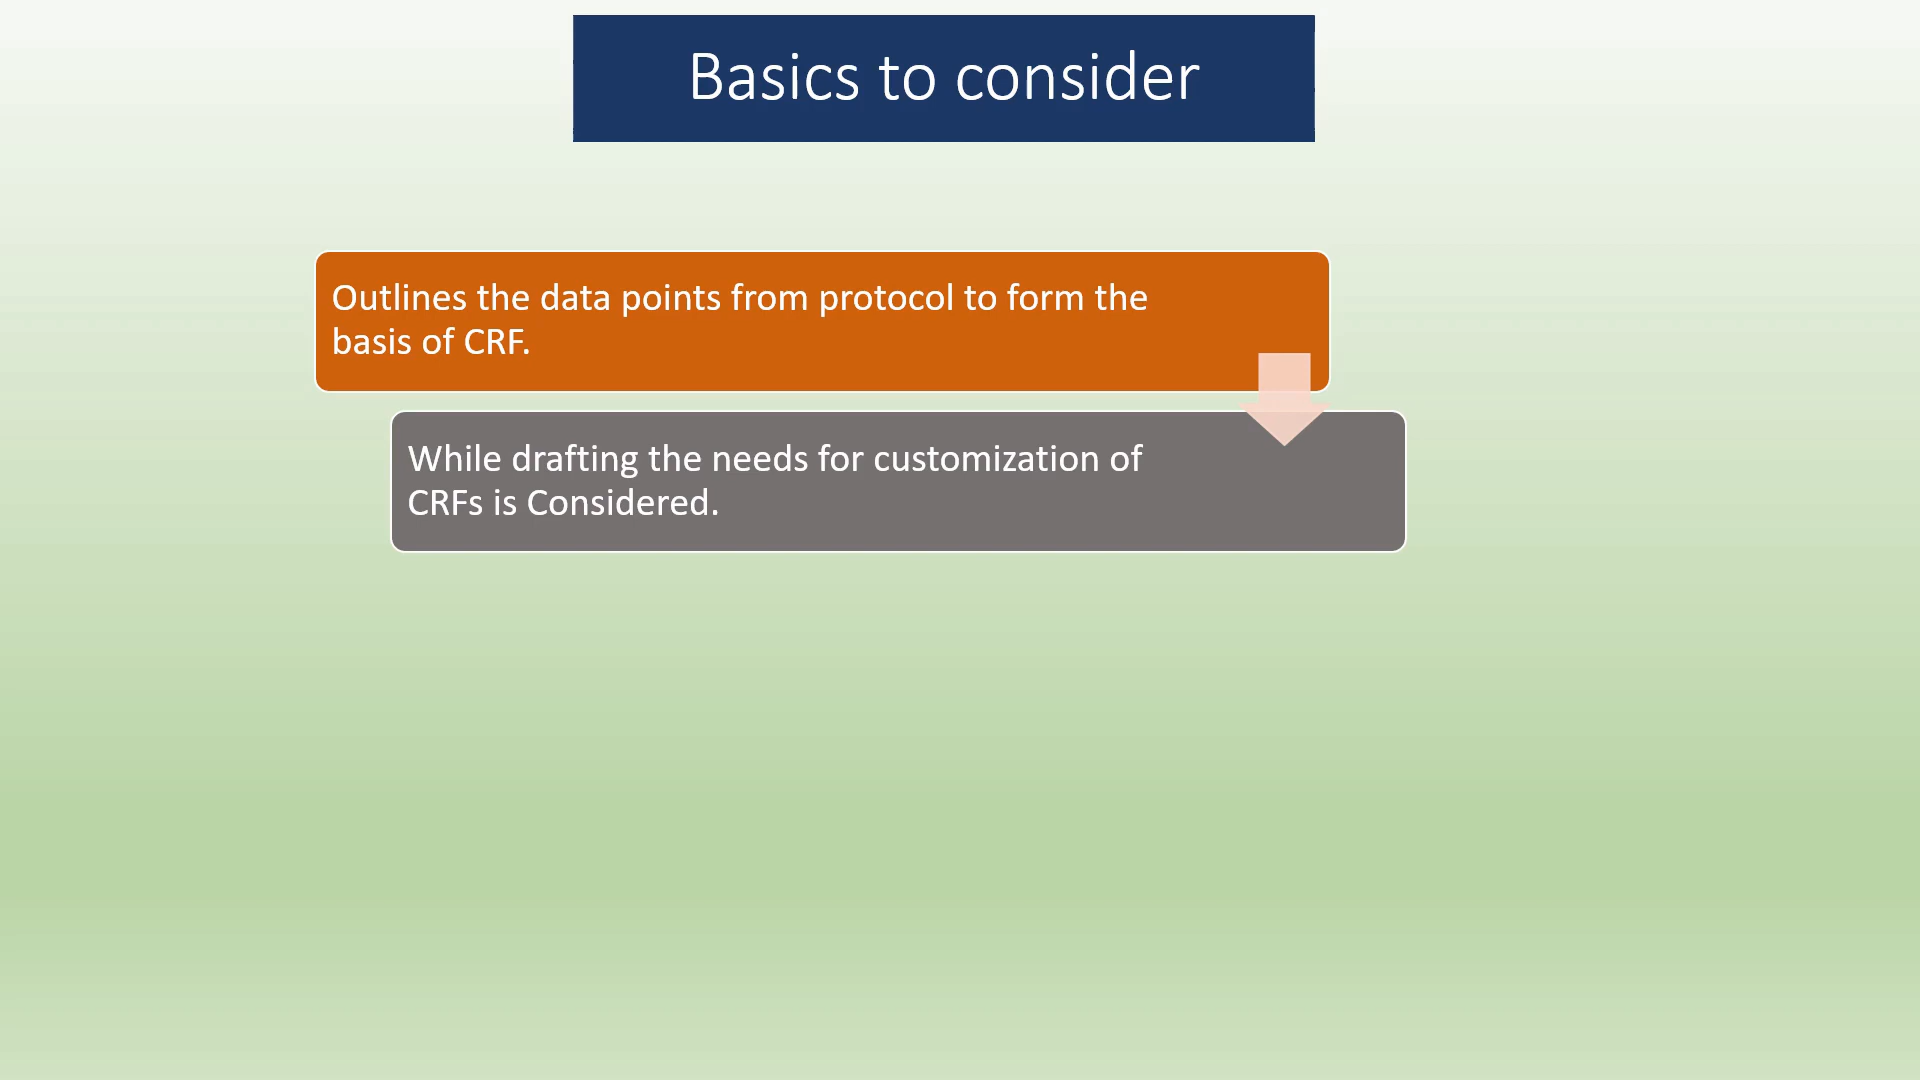 Basics to consider
Outlines the data points from protocol to form the
basis of CRF.
While drafting the needs for customization of
CRFs is Considered.